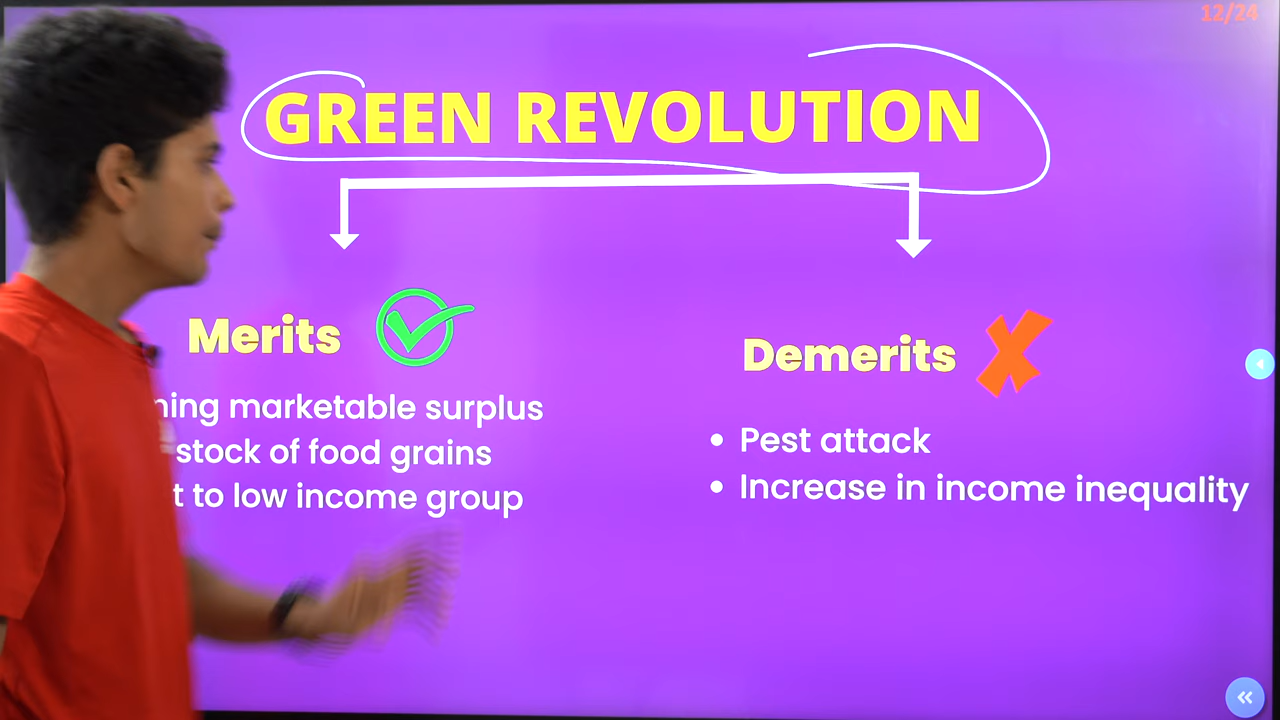 12/24
GREEN REVOLUTION
Merits
marketable surplus
stock of food grains
to low income group
Demerits
• Pest attack
• Increase in income inequality